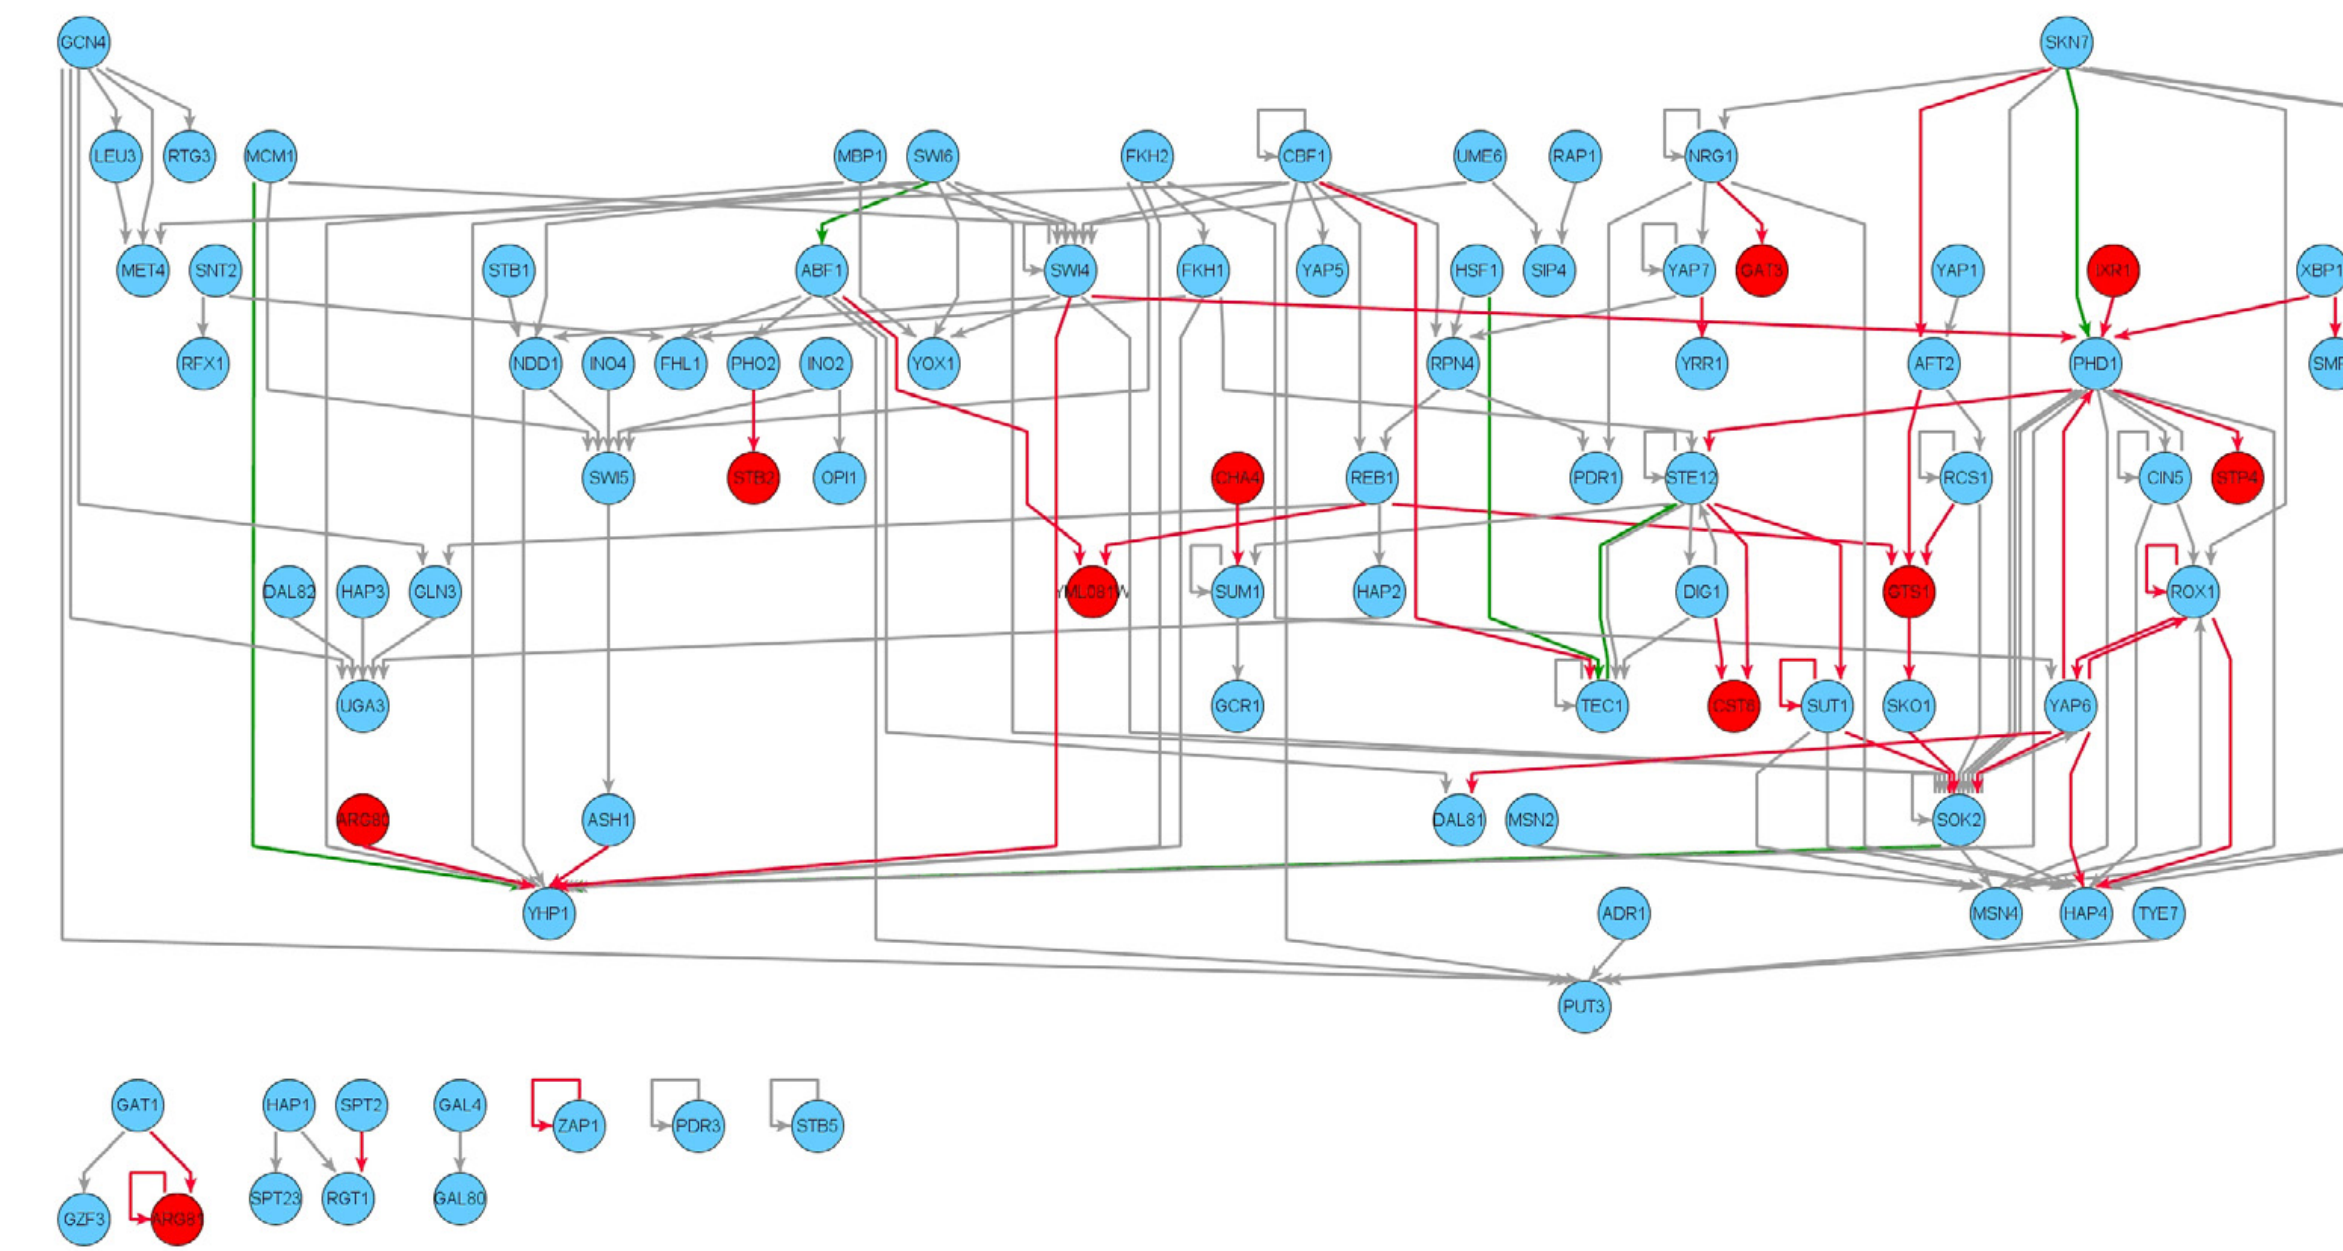 GCN4
SKN7
LEU3
RTG3
MCM1
MBP1
SWI6
FKH2
CBF1
UME6
RAP1
NRG1
MET4
SNT2
STB1
ABF1
SWI4
FKH1
YAP5
HSF1
SIP4
YAP7
GAT3
YAP1
IXR1
XBP1
RFX1
NDD1
INO4
FHL1
PHO2
INO2
YOX1
RPN4
YRR1
AFT2
PHD1
SWI5
STB2
OPI1
CHA4
REB1
PDR1
STE12
RCS1
CIN5
STP4
DAL82
HAP3
GLN3
YML081W
SUM1
HAP2
DIG1
GTS1
ROX1
UGA3
GCR1
TEC1
CST6
SUT1
SKO1
YAP6
ARG80
ASH1
DAL81
MSN2
SOK2
YHP1
ADR1
MSN4
HAP4
TYE7
PUT3
GAT1
HAP1
SPT2
GAL4
ZAP1
PDR3
STB5
GZF3
ARG81
SPT23
RGT1
GAL80